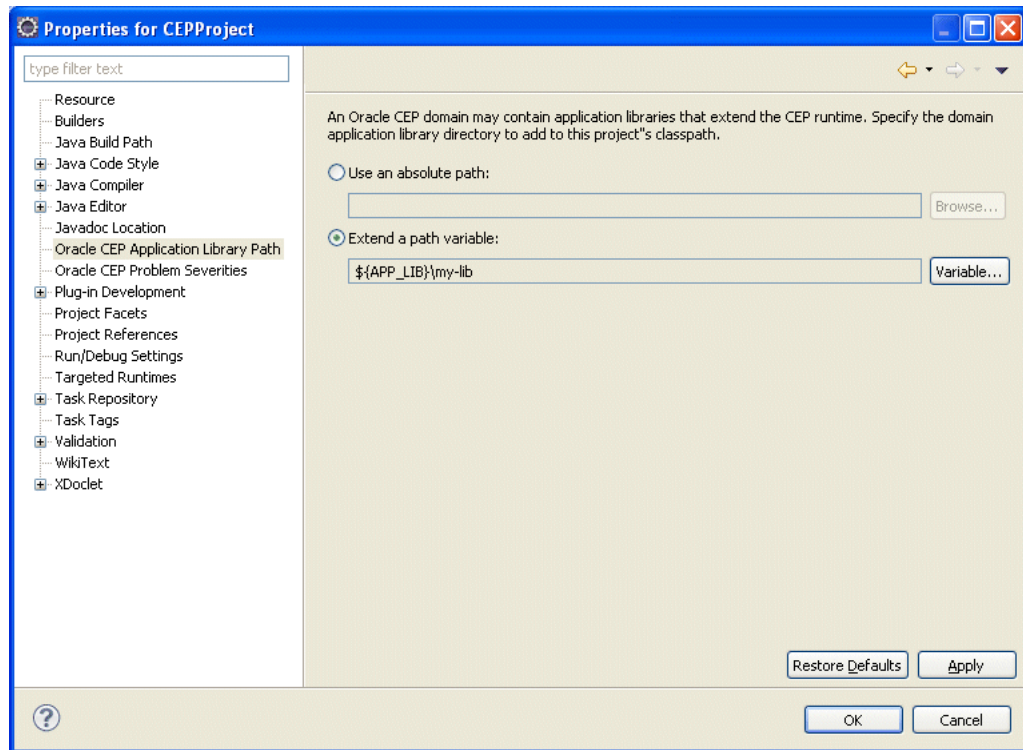 Properties for CEPProject
type filter text
Resource
Builders
Java Build Path
Java Code Style
Java Compiler
Java Editor
Javadoc Location
Oracle CEP Application Library Path
Oracle CEP Problem Severities
Plug-in Development
Project Facets
Project References
Run/Debug Settings
Targeted Runtimes
Task Repository
Task Tags
Validation
WikiText
XDoclet
An Oracle CEP domain may contain application libraries that extend the CEP runtime. Specify the domain
application library directory to add to this project"s classpath.
Use an absolute path:
Browse...
Extend a path variable:
${APP_LIB}\my-lib
Variable...
Restore Defaults
Apply
?
OK
Cancel